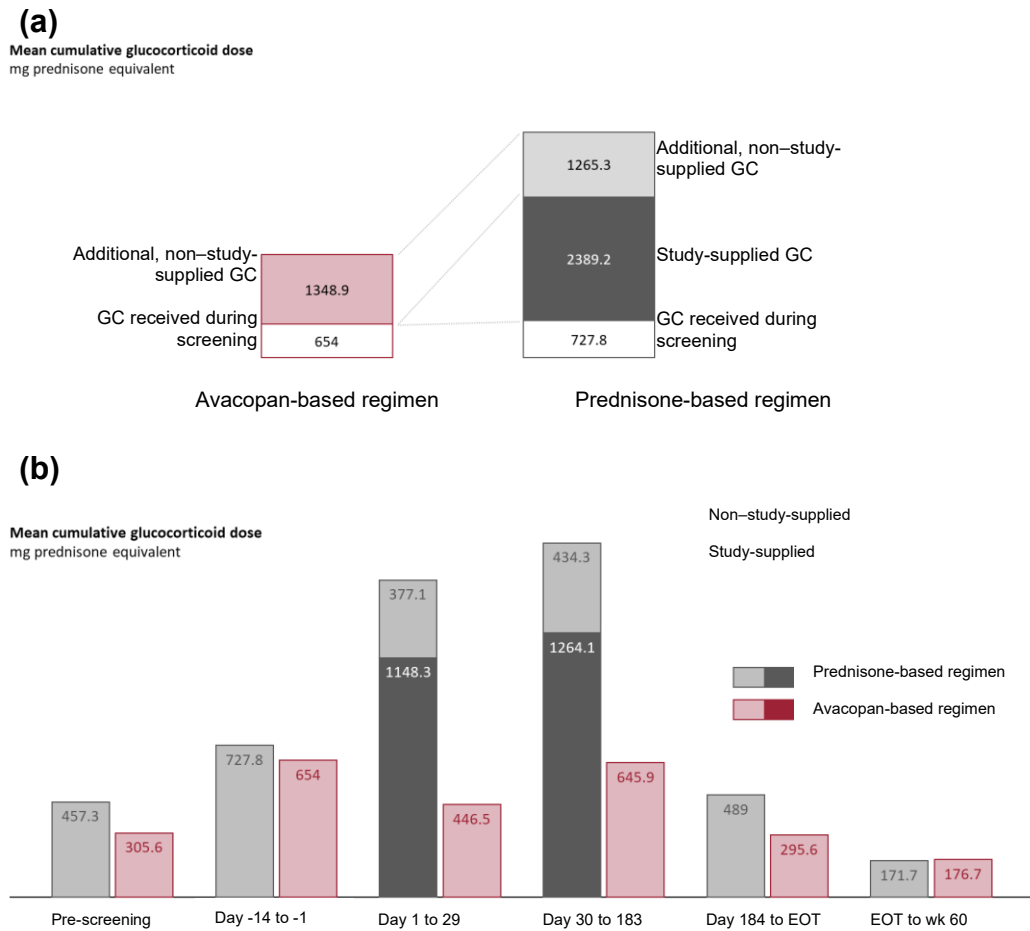 (a)
Mean cumulative glucocorticoid dose
mg prednisone equivalent
Additional, non–study-
supplied GC
1348.9
GC received during
screening
654
Avacopan-based regimen
1265.3
Additional, non–study-
supplied GC
2389.2
Study-supplied GC
727.8
GC received during
screening
Prednisone-based regimen
(b)
Mean cumulative glucocorticoid dose
mg prednisone equivalent
Non–study-supplied
Study-supplied
Prednisone-based regimen
Avacopan-based regimen
457.3
305.6
727.8
654
377.1
1148.3
446.5
434.3
1264.1
645.9
489
295.6
171.7
176.7
Pre-screening
Day -14 to -1
Day 1 to 29
Day 30 to 183
Day 184 to EOT
EOT to wk 60